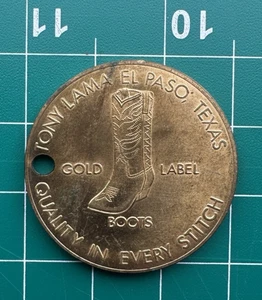 11
10
TONY LAMA EL PASO, TEXAS
GOLD LABEL
BOOTS
QUALITY IN EVERY STITCH